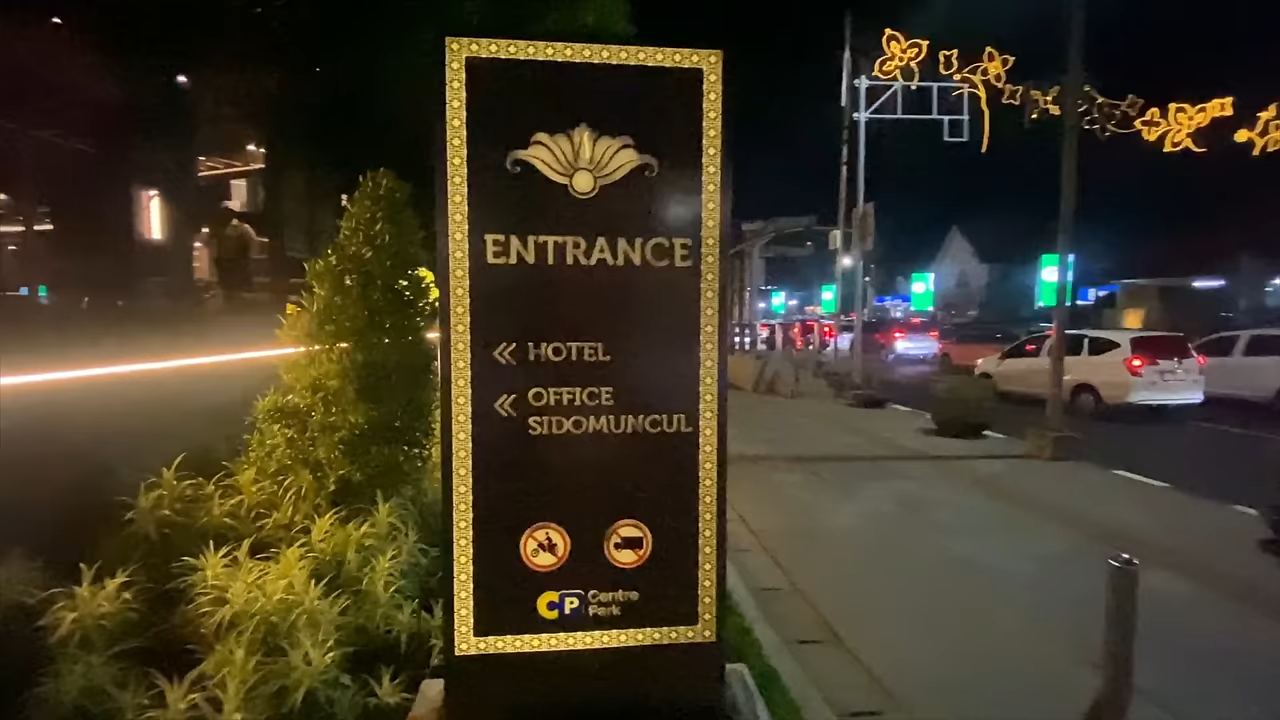 ENTRANCE
« HOTEL
« OFFICE
SIDOMUNCUL
CP Centre
Park